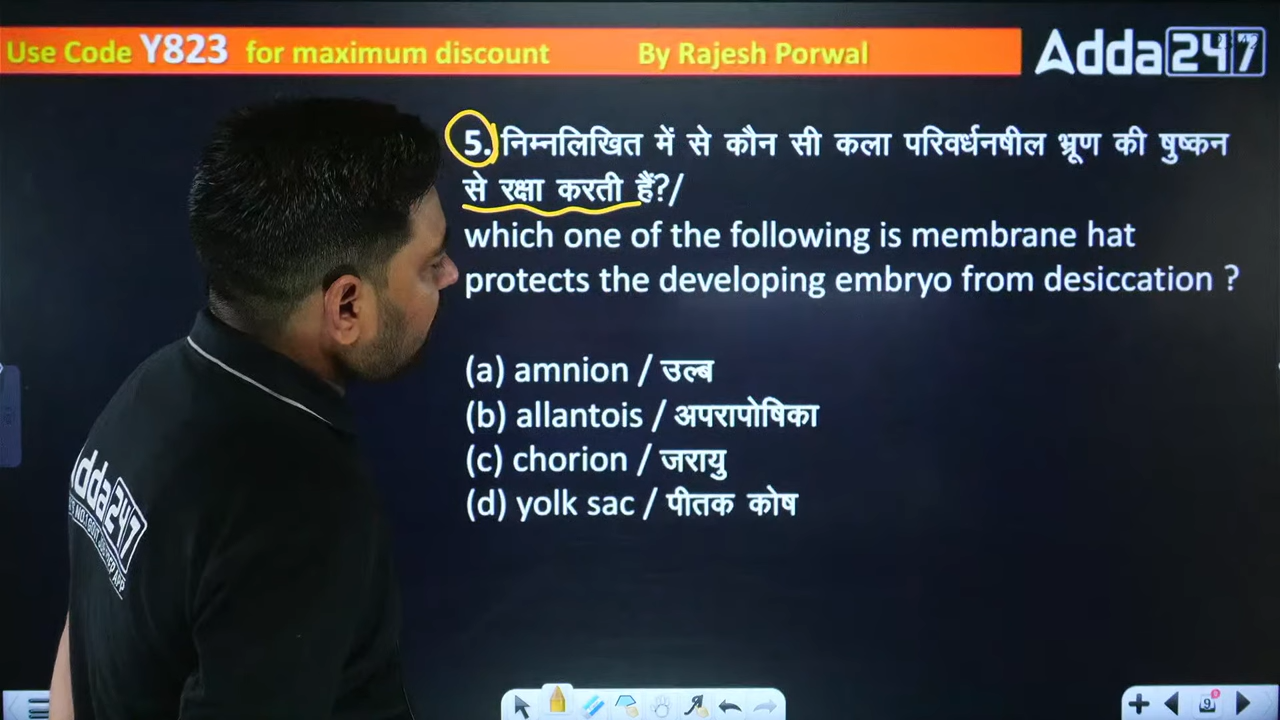 Use Code Y823 for maximum discount By Rajesh Porwal
Adda247
5. निम्नलिखित में से कौन सी कला परिवर्धनषील भ्रूण की षुष्कन
से रक्षा करती हैं?/
which one of the following is membrane hat
protects the developing embryo from desiccation ?
(a) amnion / उल्ब
(b) allantois / अपरापोषिका
(c) chorion / जरायु
(d) yolk sac / पीतक कोष
Adda247
9